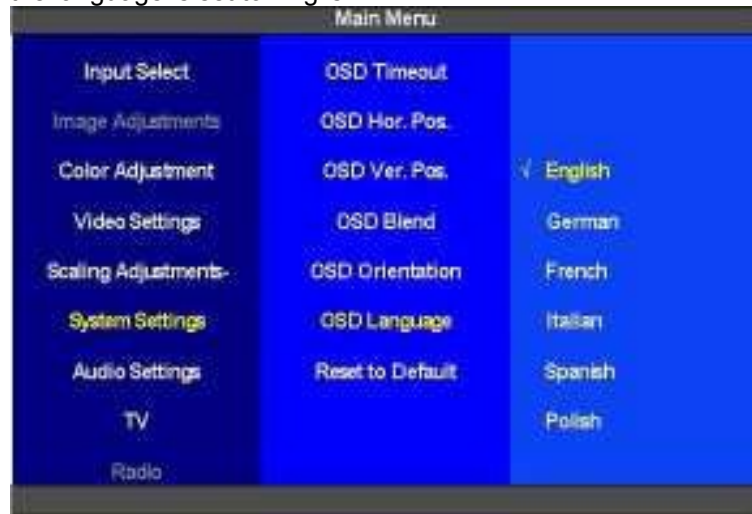 Main Menu
Input Select
Image Adjustments
Color Adjustment
Video Settings
Scaling Adjustments-
System Settings
Audio Settings
TV
Radio
OSD Timeout
OSD Hor. Pos.
OSD Ver. Pos.
OSD Blend
OSD Orientation
OSD Language
Reset to Default
√ English
German
French
Italian
Spanish
Polish